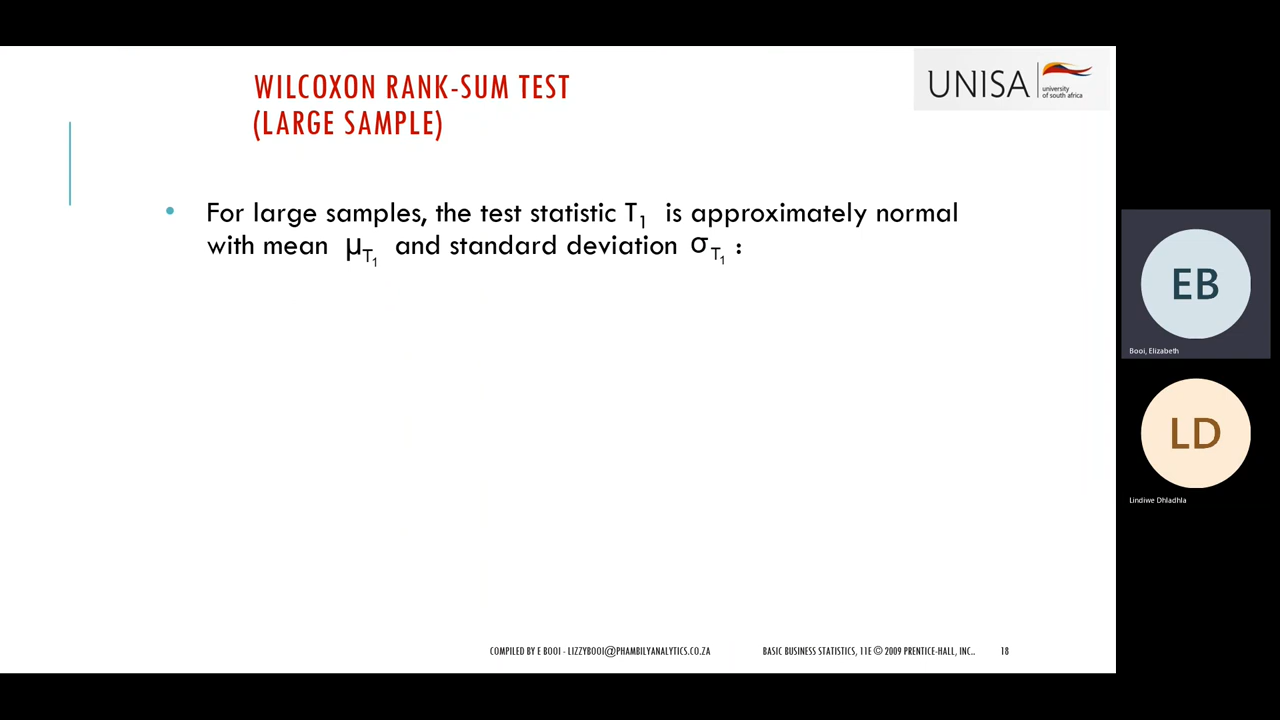 WILCOXON RANK-SUM TEST
(LARGE SAMPLE)
UNISA
university
of south africa
• For large samples, the test statistic T₁ is approximately normal
with mean μ_T₁ and standard deviation σ_T₁ :
EB
Booi, Elizabeth
LD
Lindiwe Dhladhla
COMPILED BY E BOOI - LIZZYBOOI@PHAMBILYANALYTICS.CO.ZA
BASIC BUSINESS STATISTICS, 11E © 2009 PRENTICE-HALL, INC..
18